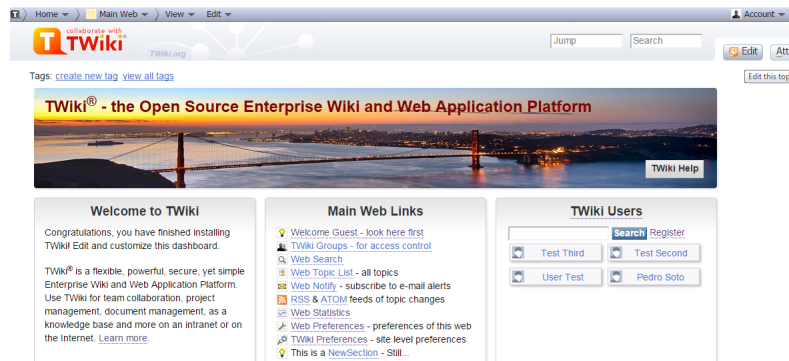 Home Main Web View Edit Account
collaborate with
TWiki®
TWiki.org
Jump Search
Edit
Tags: create new tag view all tags
Edit this
TWiki® - the Open Source Enterprise Wiki and Web Application Platform
TWiki Help
Welcome to TWiki
Congratulations, you have finished installing
TWiki! Edit and customize this dashboard.
TWiki® is a flexible, powerful, secure, yet simple
Enterprise Wiki and Web Application Platform.
Use TWiki for team collaboration, project
management, document management, as a
knowledge base and more on an intranet or on
the Internet. Learn more.
Main Web Links
Welcome Guest - look here first
TWiki Groups - for access control
Web Search
Web Topic List - all topics
Web Notify - subscribe to e-mail alerts
RSS & ATOM feeds of topic changes
Web Statistics
Web Preferences - preferences of this web
TWiki Preferences - site level preferences
This is a NewSection - Still...
TWiki Users
Search Register
Test Third Test Second
User Test Pedro Soto